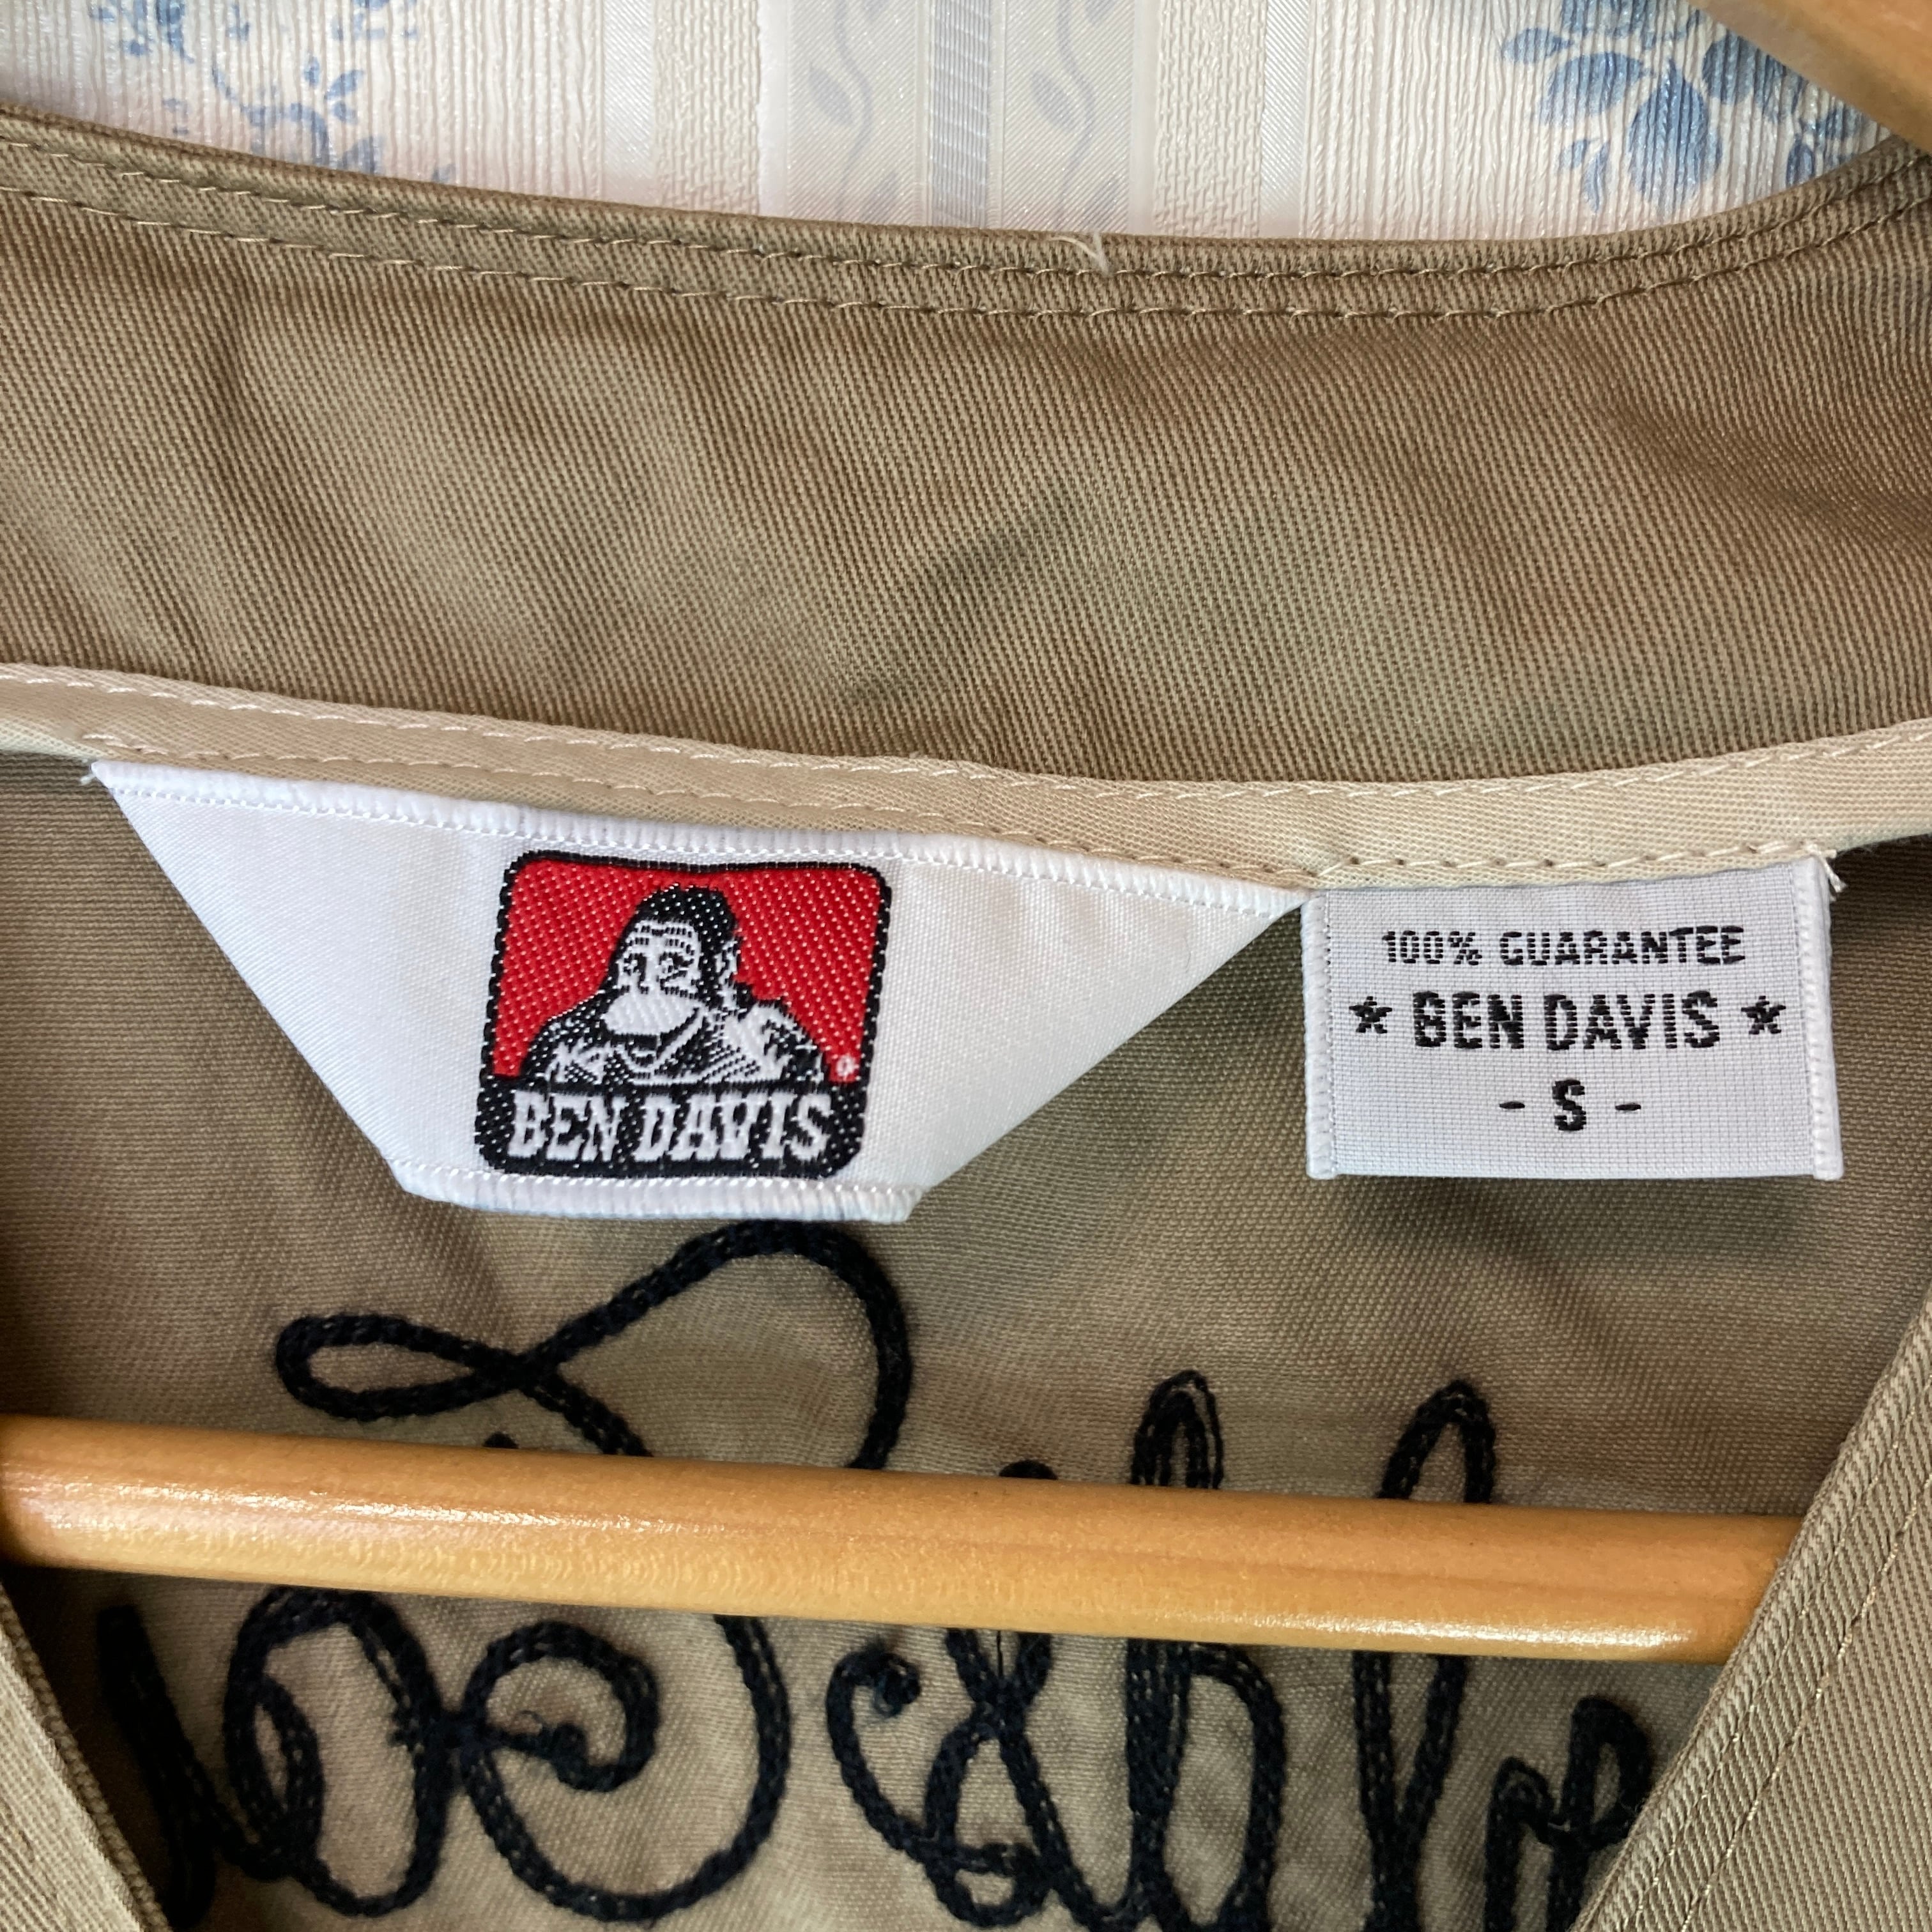 BEN DAVIS
100% GUARANTEE
★ BEN DAVIS ★
- S -